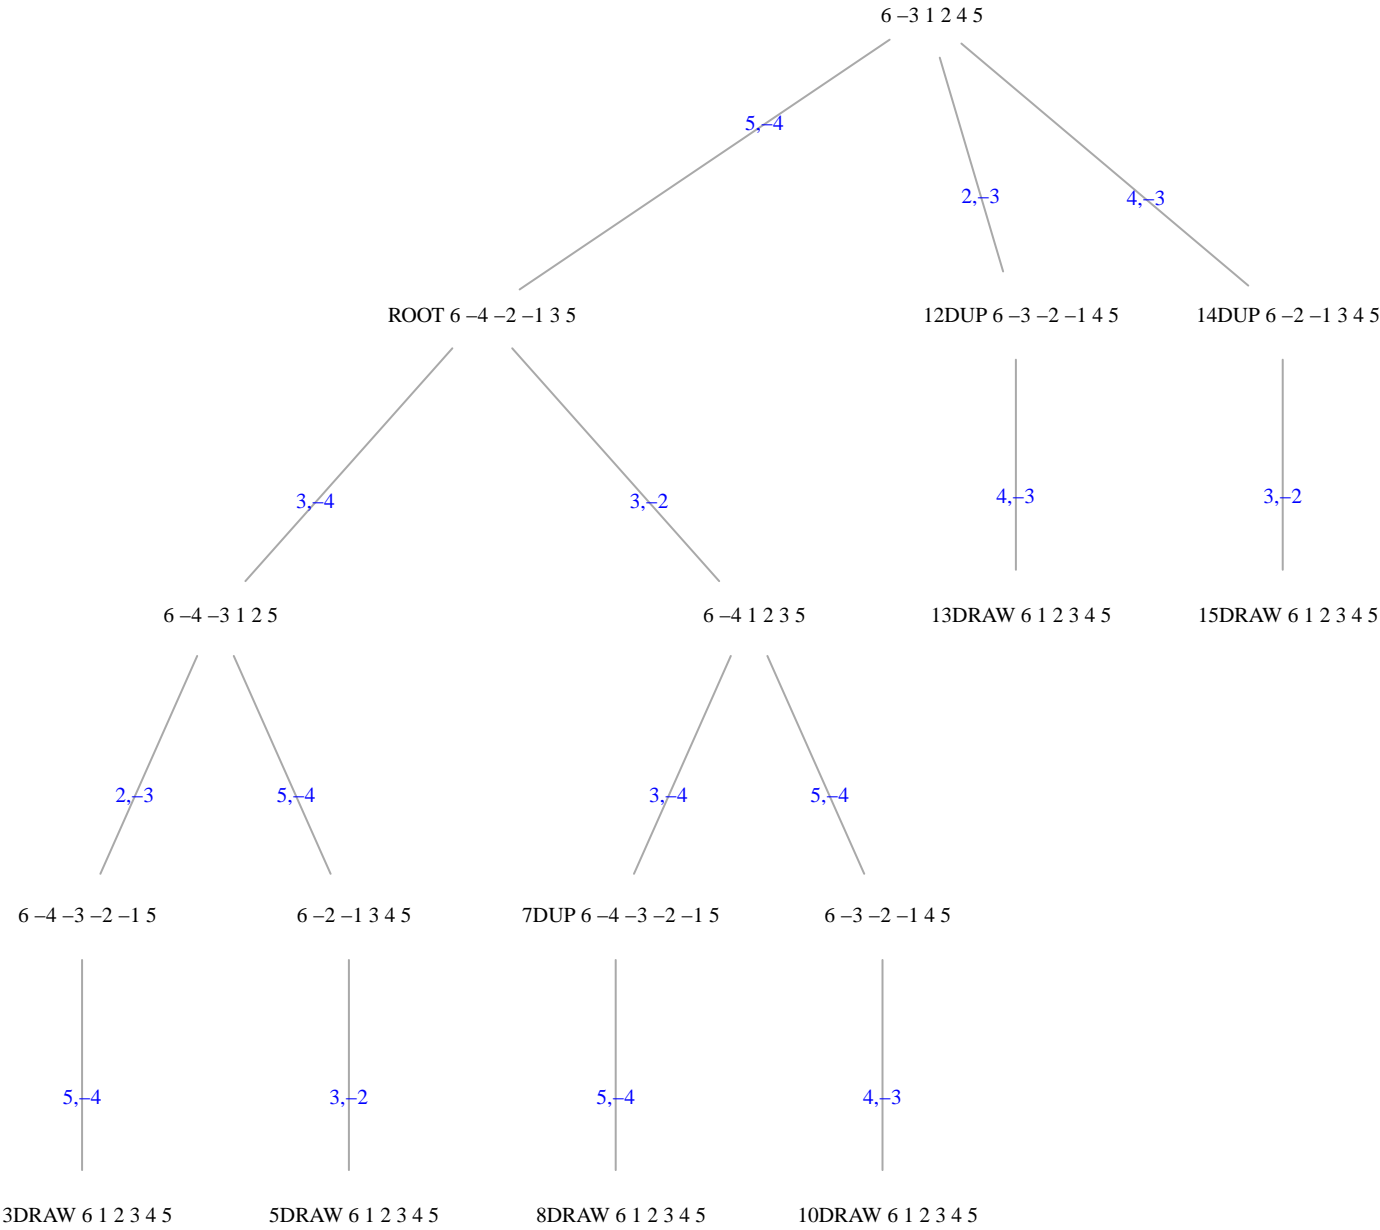 6 –3 1 2 4 5
5,–4
2,–3
4,–3
ROOT 6 –4 –2 –1 3 5
12DUP 6 –3 –2 –1 4 5
14DUP 6 –2 –1 3 4 5
3,–4
3,–2
4,–3
3,–2
6 –4 –3 1 2 5
6 –4 1 2 3 5
13DRAW 6 1 2 3 4 5
15DRAW 6 1 2 3 4 5
2,–3
5,–4
3,–4
5,–4
6 –4 –3 –2 –1 5
6 –2 –1 3 4 5
7DUP 6 –4 –3 –2 –1 5
6 –3 –2 –1 4 5
5,–4
3,–2
5,–4
4,–3
3DRAW 6 1 2 3 4 5
5DRAW 6 1 2 3 4 5
8DRAW 6 1 2 3 4 5
10DRAW 6 1 2 3 4 5